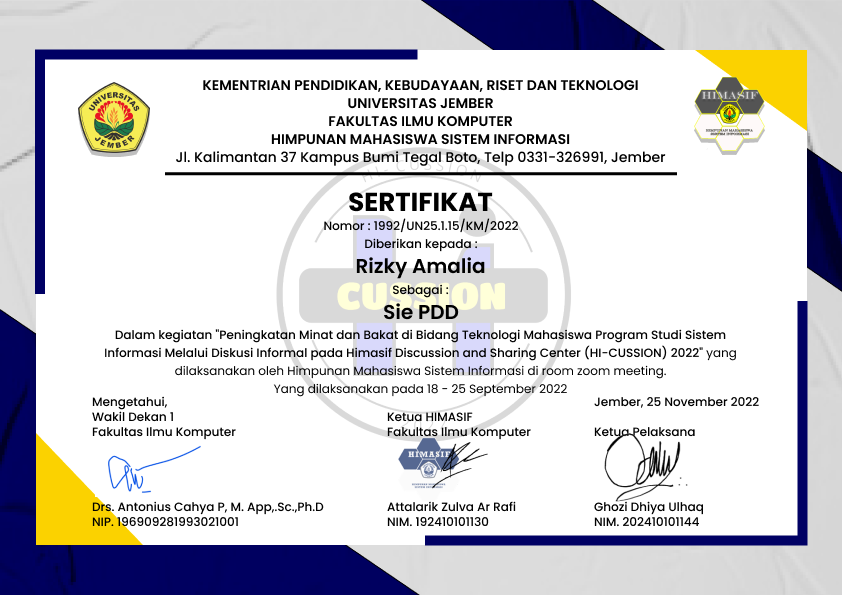 KEMENTRIAN PENDIDIKAN, KEBUDAYAAN, RISET DAN TEKNOLOGI
UNIVERSITAS JEMBER
FAKULTAS ILMU KOMPUTER
HIMPUNAN MAHASISWA SISTEM INFORMASI
Jl. Kalimantan 37 Kampus Bumi Tegal Boto, Telp 0331-326991, Jember
UNIVERSITAS
JEMBER
HIMASIF
HIMPUNAN MAHASISWA
SISTEM INFORMASI
HI-CUSSION
Hi
CUSSION
SERTIFIKAT
Nomor : 1992/UN25.1.15/KM/2022
Diberikan kepada :
Rizky Amalia
Sebagai :
Sie PDD
Dalam kegiatan "Peningkatan Minat dan Bakat di Bidang Teknologi Mahasiswa Program Studi Sistem
Informasi Melalui Diskusi Informal pada Himasif Discussion and Sharing Center (HI-CUSSION) 2022" yang
dilaksanakan oleh Himpunan Mahasiswa Sistem Informasi di room zoom meeting.
Yang dilaksanakan pada 18 - 25 September 2022
Mengetahui,
Wakil Dekan 1
Fakultas Ilmu Komputer
Drs. Antonius Cahya P, M. App,.Sc.,Ph.D
NIP. 196909281993021001
Ketua HIMASIF
Fakultas Ilmu Komputer
HIMASIF
Attalarik Zulva Ar Rafi
NIM. 192410101130
Jember, 25 November 2022
Ketua Pelaksana
Ghozi Dhiya Ulhaq
NIM. 202410101144